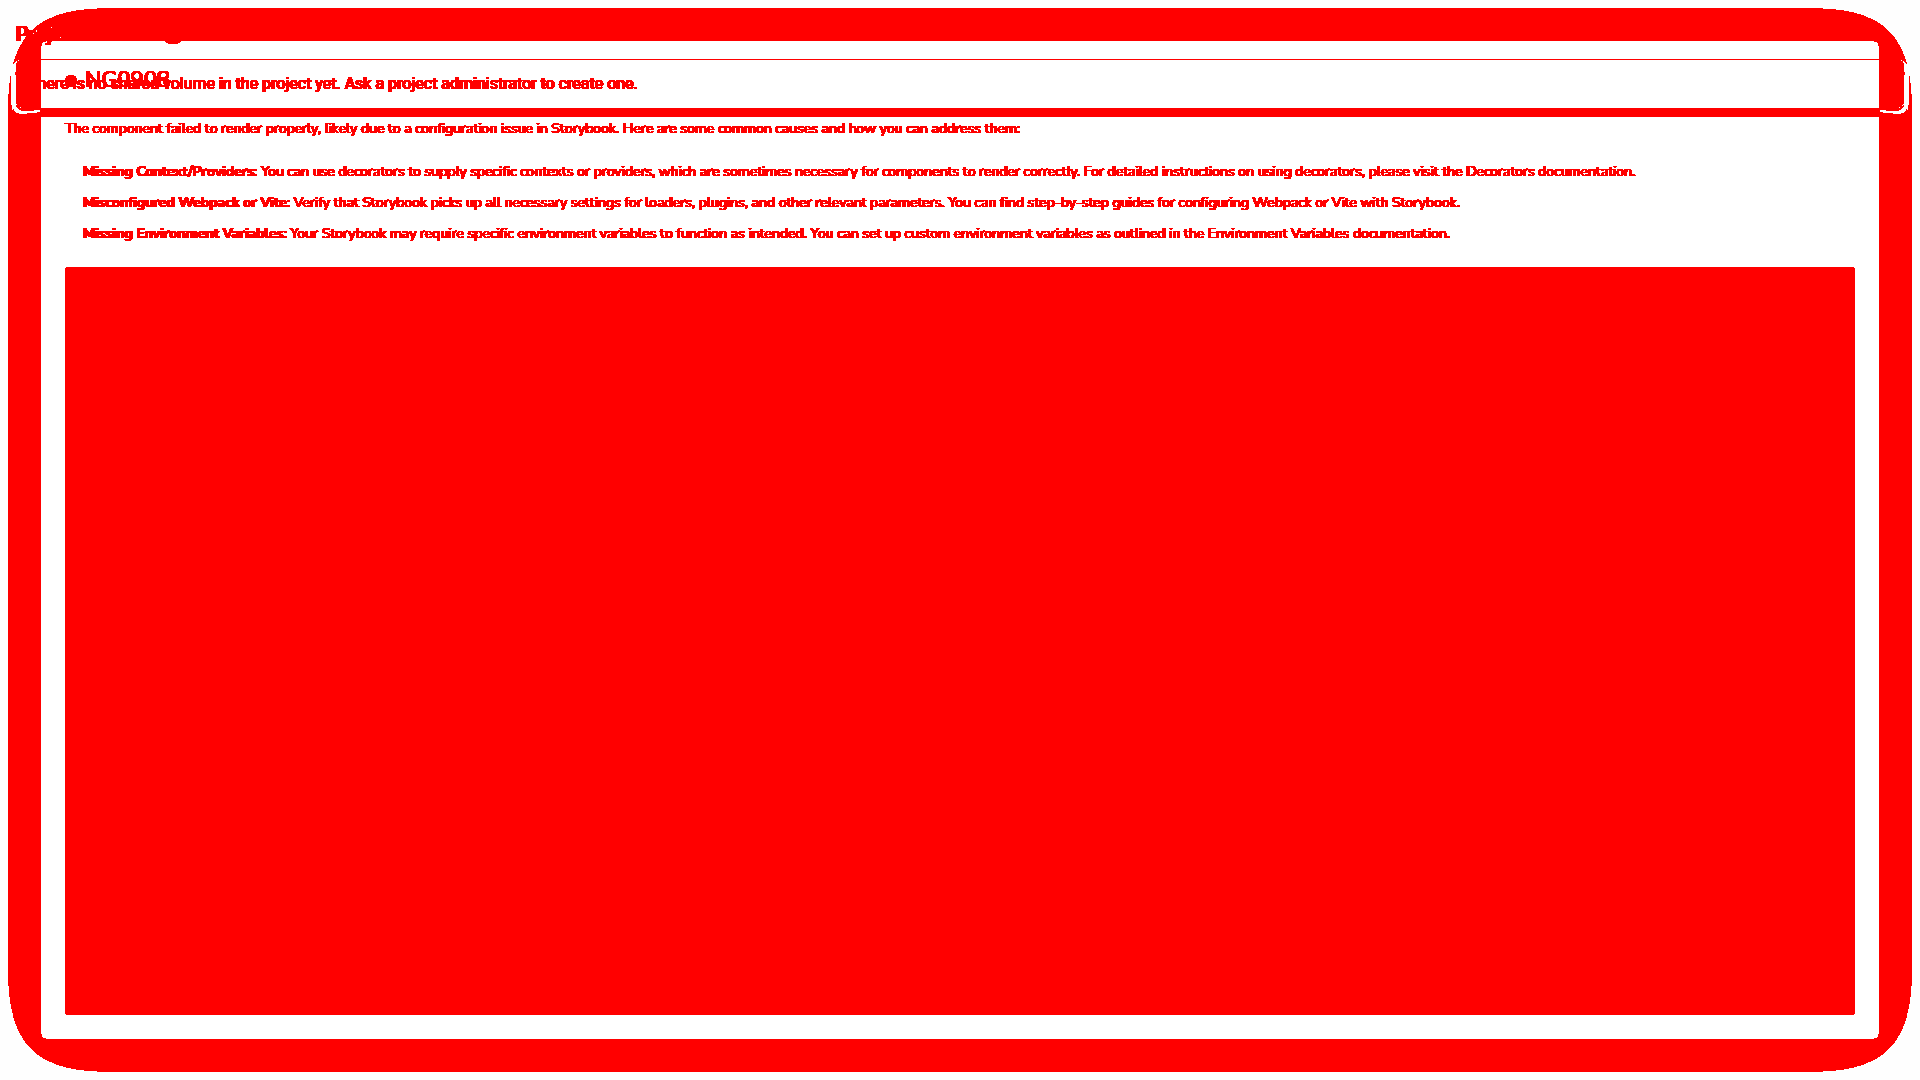 NG0908
here is no shared volume in the project yet. Ask a project administrator to create one.
The component failed to render properly, likely due to a configuration issue in Storybook. Here are some common causes and how you can address them:
Missing Context/Providers: You can use decorators to supply specific contexts or providers, which are sometimes necessary for components to render correctly. For detailed instructions on using decorators, please visit the Decorators documentation.
Misconfigured Webpack or Vite: Verify that Storybook picks up all necessary settings for loaders, plugins, and other relevant parameters. You can find step-by-step guides for configuring Webpack or Vite with Storybook.
Missing Environment Variables: Your Storybook may require specific environment variables to function as intended. You can set up custom environment variables as outlined in the Environment Variables documentation.